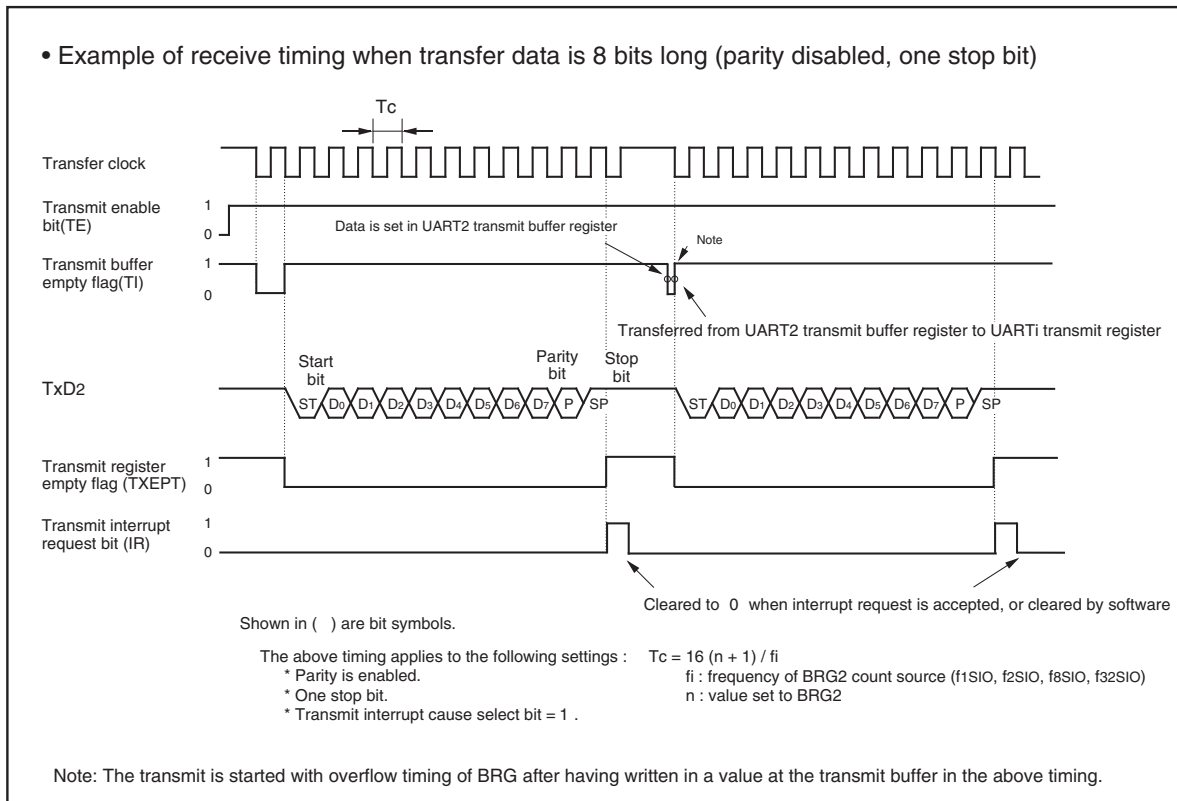 • Example of receive timing when transfer data is 8 bits long (parity disabled, one stop bit)
Tc
Transfer clock
Transmit enable
bit(TE)
1
0
Data is set in UART2 transmit buffer register
Note
Transmit buffer
empty flag(TI)
1
0
Transferred from UART2 transmit buffer register to UARTi transmit register
Start
bit
Parity
bit
Stop
bit
TxD2
ST D0 D1 D2 D3 D4 D5 D6 D7 P SP
ST D0 D1 D2 D3 D4 D5 D6 D7 P SP
Transmit register
empty flag (TXEPT)
1
0
Transmit interrupt
request bit (IR)
1
0
Cleared to 0 when interrupt request is accepted, or cleared by software
Shown in ( ) are bit symbols.
The above timing applies to the following settings :
* Parity is enabled.
* One stop bit.
* Transmit interrupt cause select bit = 1 .
Tc = 16 (n + 1) / fi
fi : frequency of BRG2 count source (f1SIO, f2SIO, f8SIO, f32SIO)
n : value set to BRG2
Note: The transmit is started with overflow timing of BRG after having written in a value at the transmit buffer in the above timing.